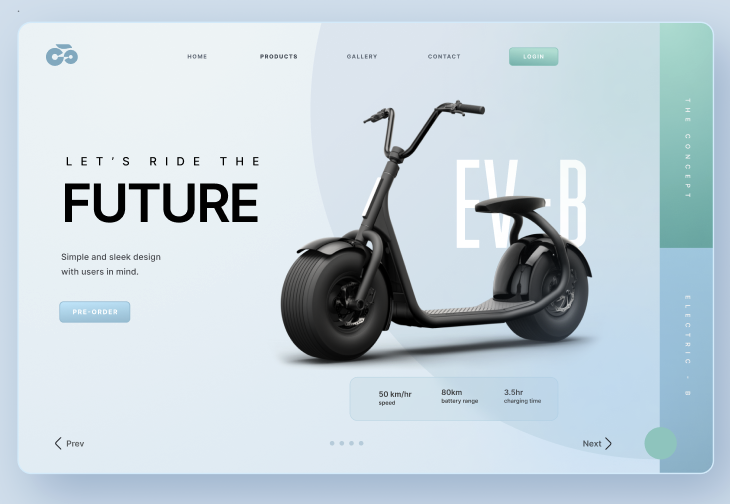 HOME
PRODUCTS
GALLERY
CONTACT
LOGIN
THE CONCEPT
LET'S RIDE THE
FUTURE
EV-B
Simple and sleek design
with users in mind.
PRE-ORDER
ELECTRIC - B
50 km/hr
speed
80km
battery range
3.5hr
charging time
Prev
Next